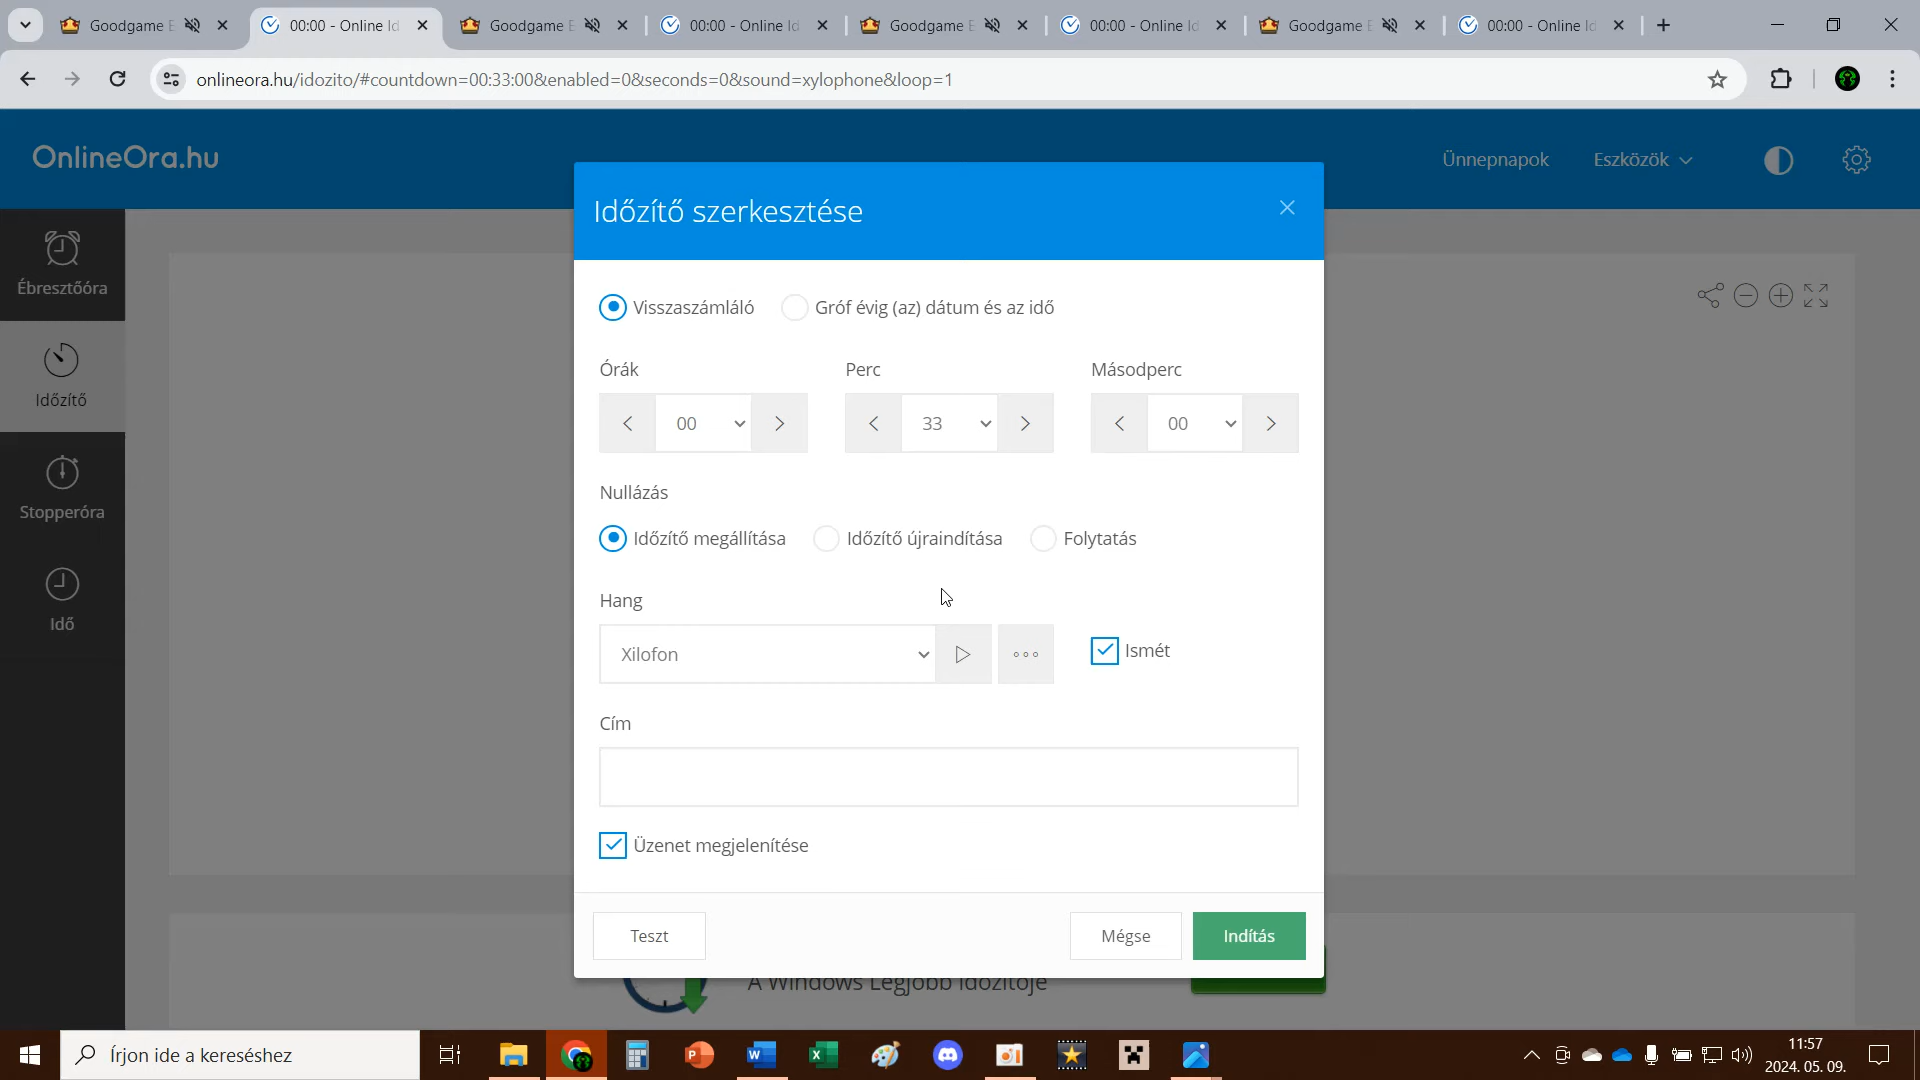 Goodgame E
00:00 - Online Id
Goodgame E
00:00 - Online Id
Goodgame E
00:00 - Online Id
Goodgame E
00:00 - Online Id
onlineora.hu/idozito/#countdown=00:33:00&enabled=0&seconds=0&sound=xylophone&loop=1
OnlineOra.hu
Ünnepnapok
Eszközök
Ébresztőóra
Időzítő
Stopperóra
Idő
Időzítő szerkesztése
Visszaszámláló
Gróf évig (az) dátum és az idő
Órák
Perc
Másodperc
00
33
00
Nullázás
Időzítő megállítása
Időzítő újraindítása
Folytatás
Hang
Xilofon
Ismét
Cím
Üzenet megjelenítése
Teszt
Mégse
Indítás
A Windows Legjobb Időzítője
Írjon ide a kereséshez
11:57
2024. 05. 09.